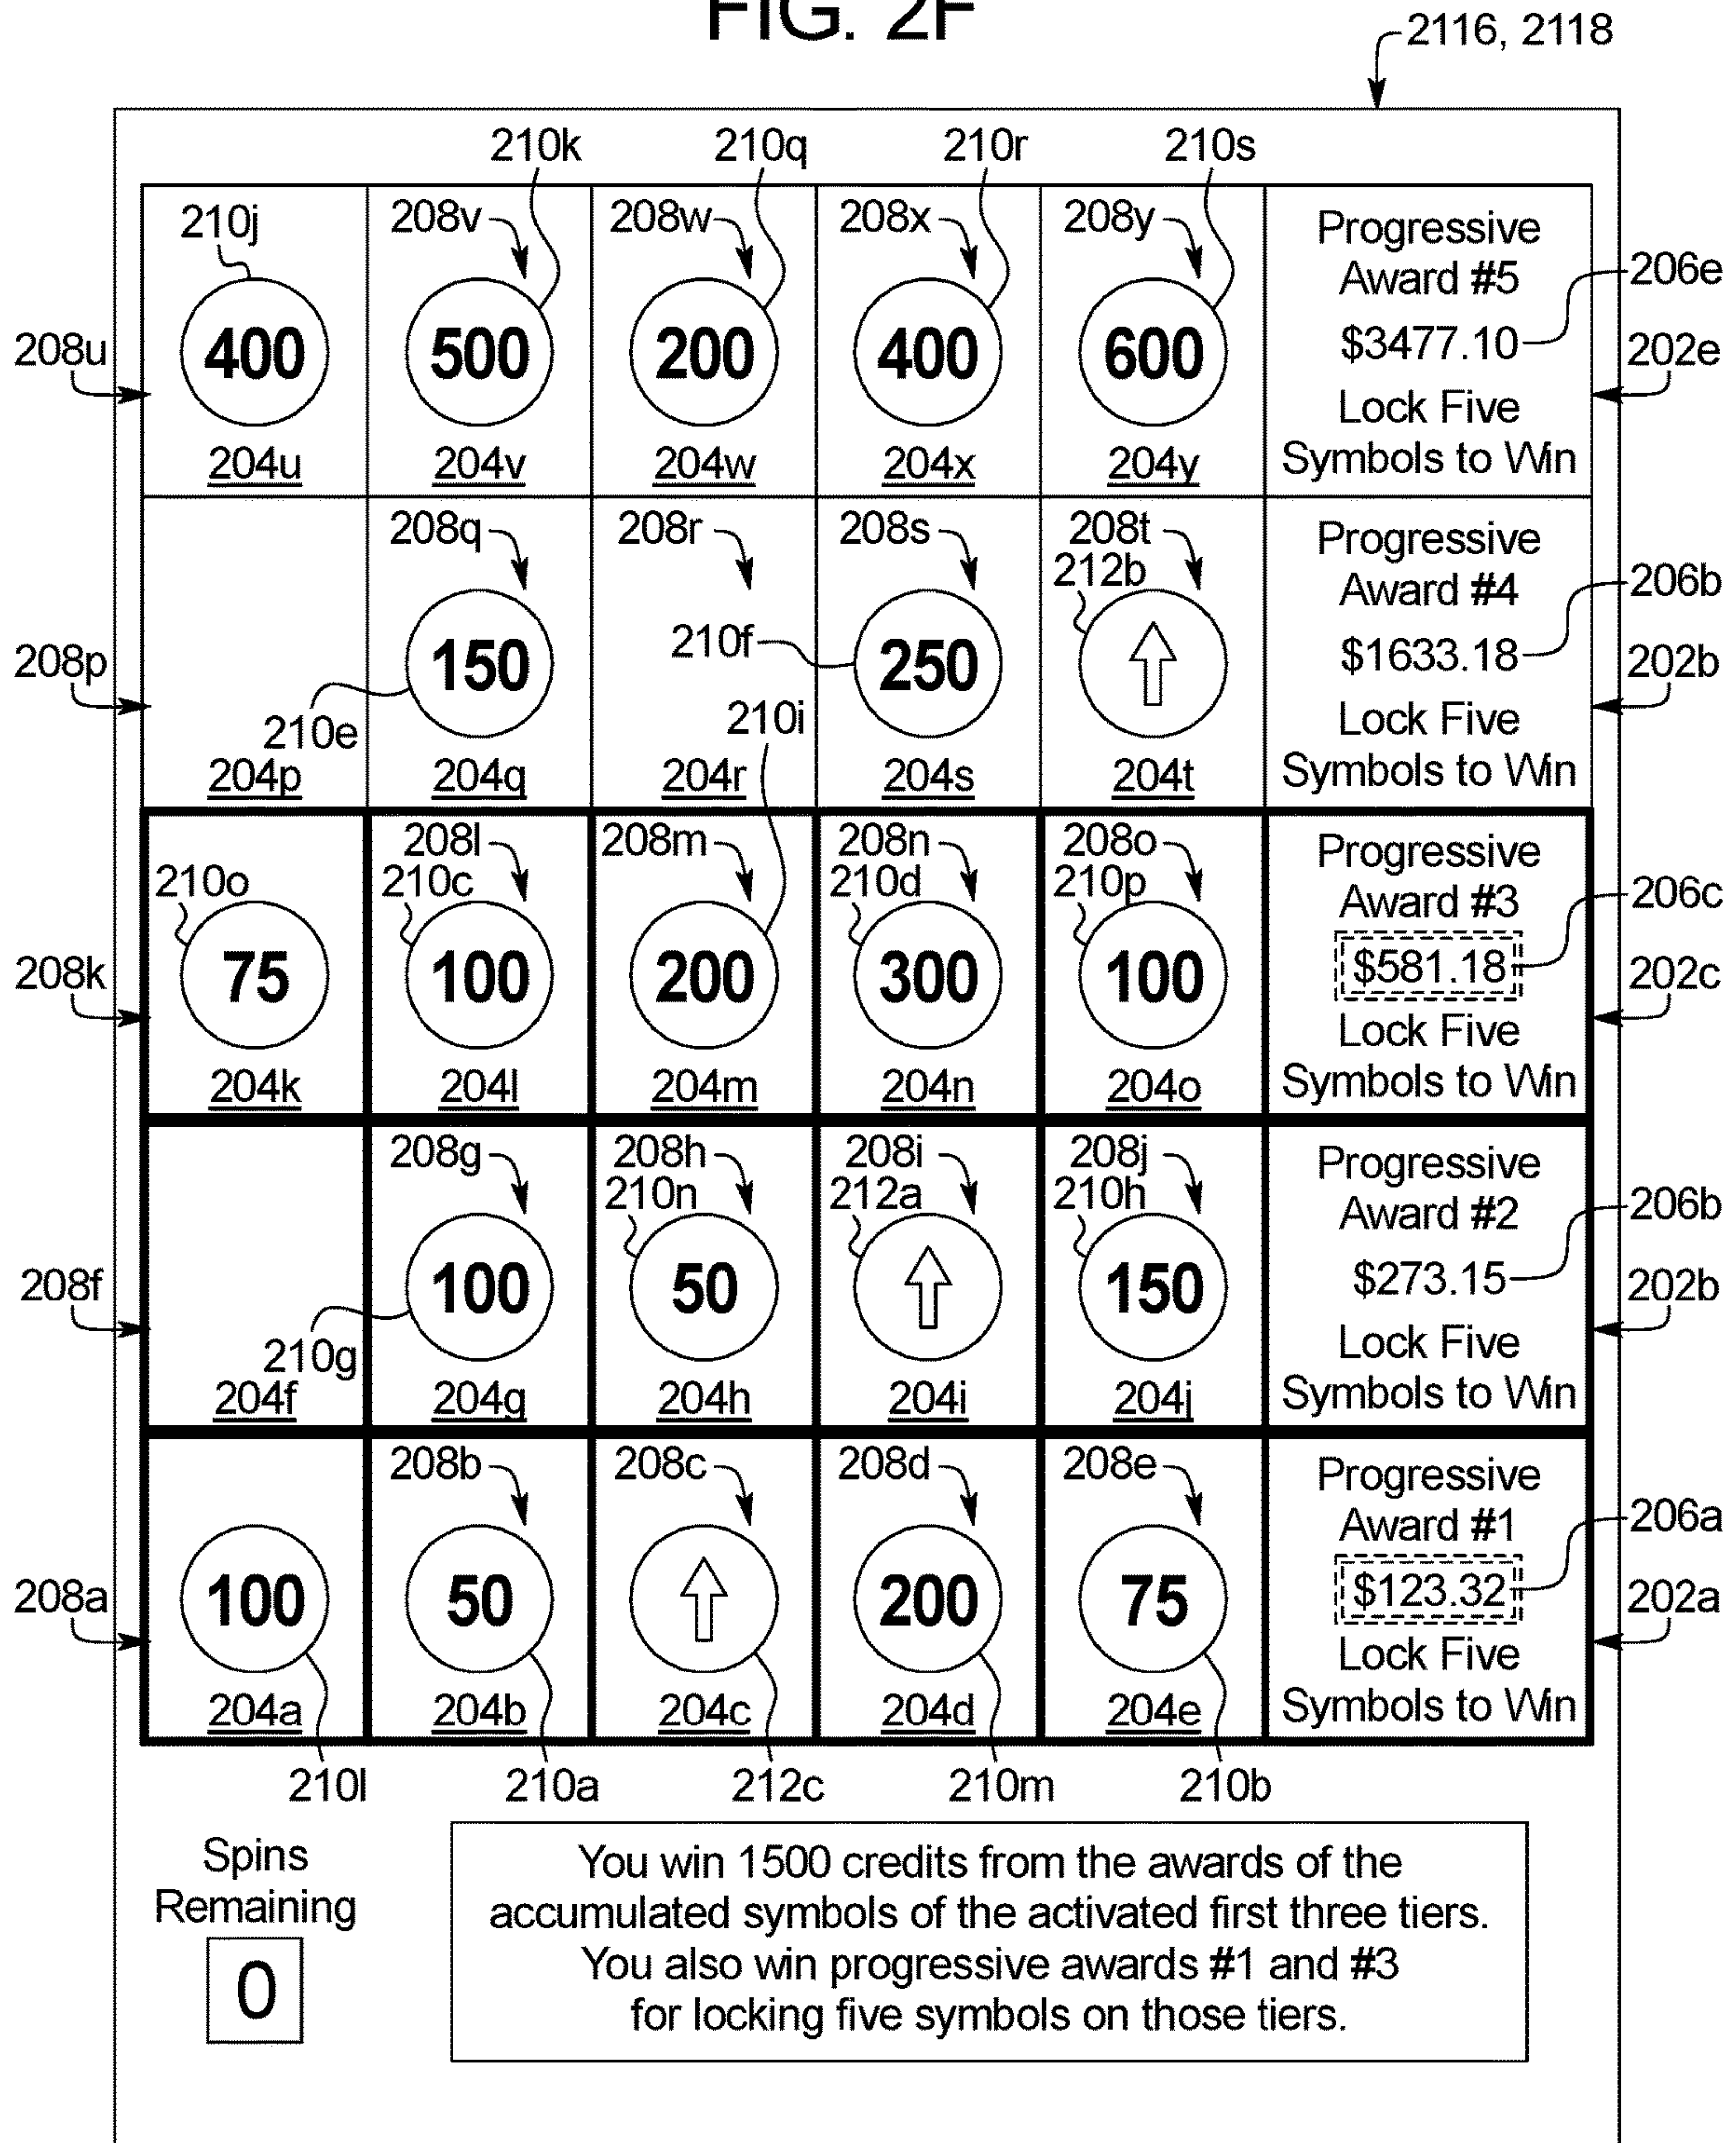 FIG. 2F
2116, 2118
210k 210q 210r 210s
210j 208v 208w 208x 208y
400 500 200 400 600
204u 204v 204w 204x 204y
Progressive
Award #5
$3477.10
Lock Five
Symbols to Win
206e
208u 202e
208q 208r 208s 208t
212b
210f
150 250
210e 210i
204p 204q 204r 204s 204t
Progressive
Award #4
$1633.18
Lock Five
Symbols to Win
206b
208p 202b
208l 208m 208n 208o
210o 210c 210d 210p
75 100 200 300 100
204k 204l 204m 204n 204o
Progressive
Award #3
$581.18
Lock Five
Symbols to Win
206c
208k 202c
208g 208h 208i 208j
210n 212a 210h
100 50 150
210g
204f 204g 204h 204i 204j
Progressive
Award #2
$273.15
Lock Five
Symbols to Win
206b
208f 202b
208b 208c 208d 208e
100 50 200 75
204a 204b 204c 204d 204e
Progressive
Award #1
$123.32
Lock Five
Symbols to Win
206a
208a 202a
210l 210a 212c 210m 210b
Spins
Remaining
0
You win 1500 credits from the awards of the
accumulated symbols of the activated first three tiers.
You also win progressive awards #1 and #3
for locking five symbols on those tiers.